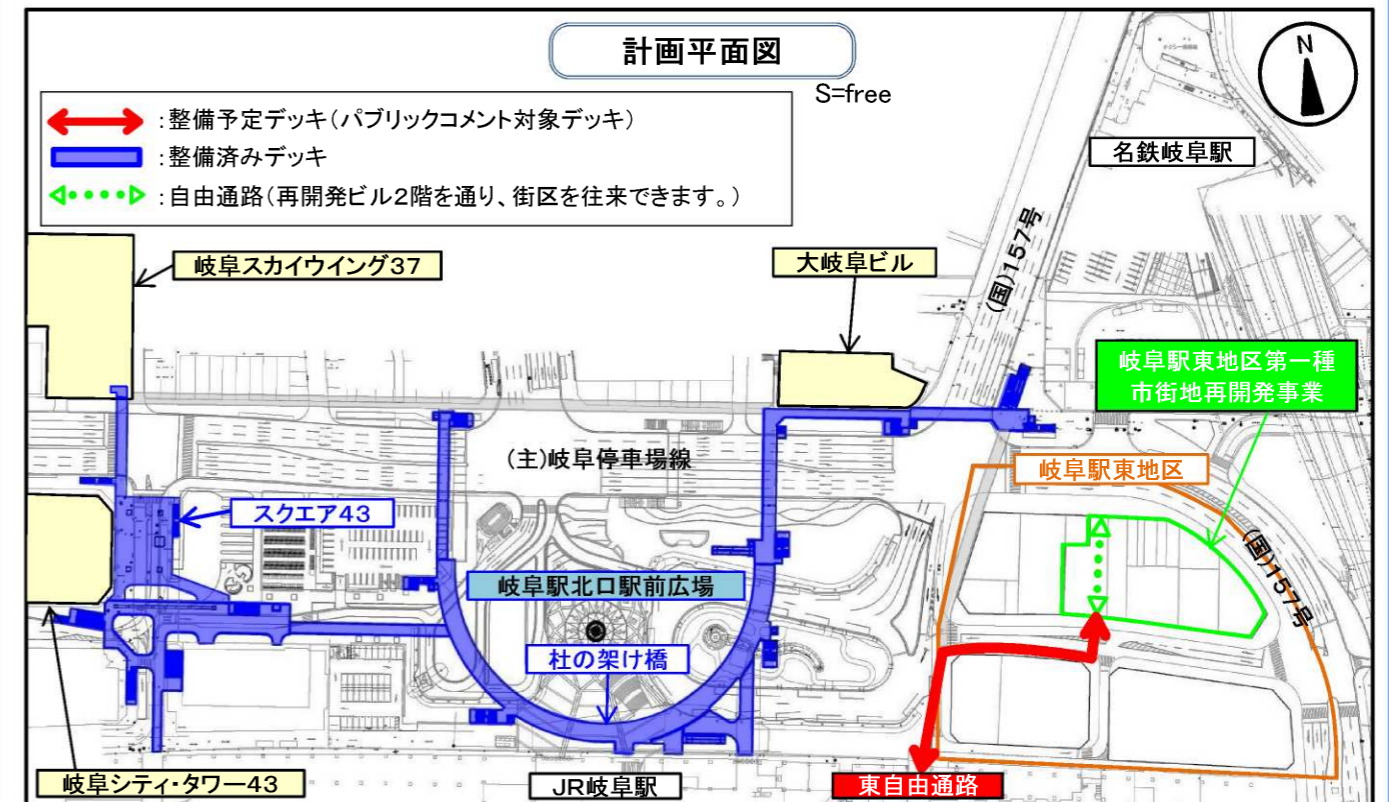 計画平面図
S=free
N
:整備予定デッキ(パブリックコメント対象デッキ)
:整備済みデッキ
:自由通路(再開発ビル2階を通り、街区を往来できます。)
名鉄岐阜駅
(国)157号
岐阜スカイウイング37
大岐阜ビル
岐阜駅東地区第一種
市街地再開発事業
(主)岐阜停車場線
岐阜駅東地区
スクエア43
(国)157号
岐阜駅北口駅前広場
杜の架け橋
岐阜シティ・タワー43
JR岐阜駅
東自由通路